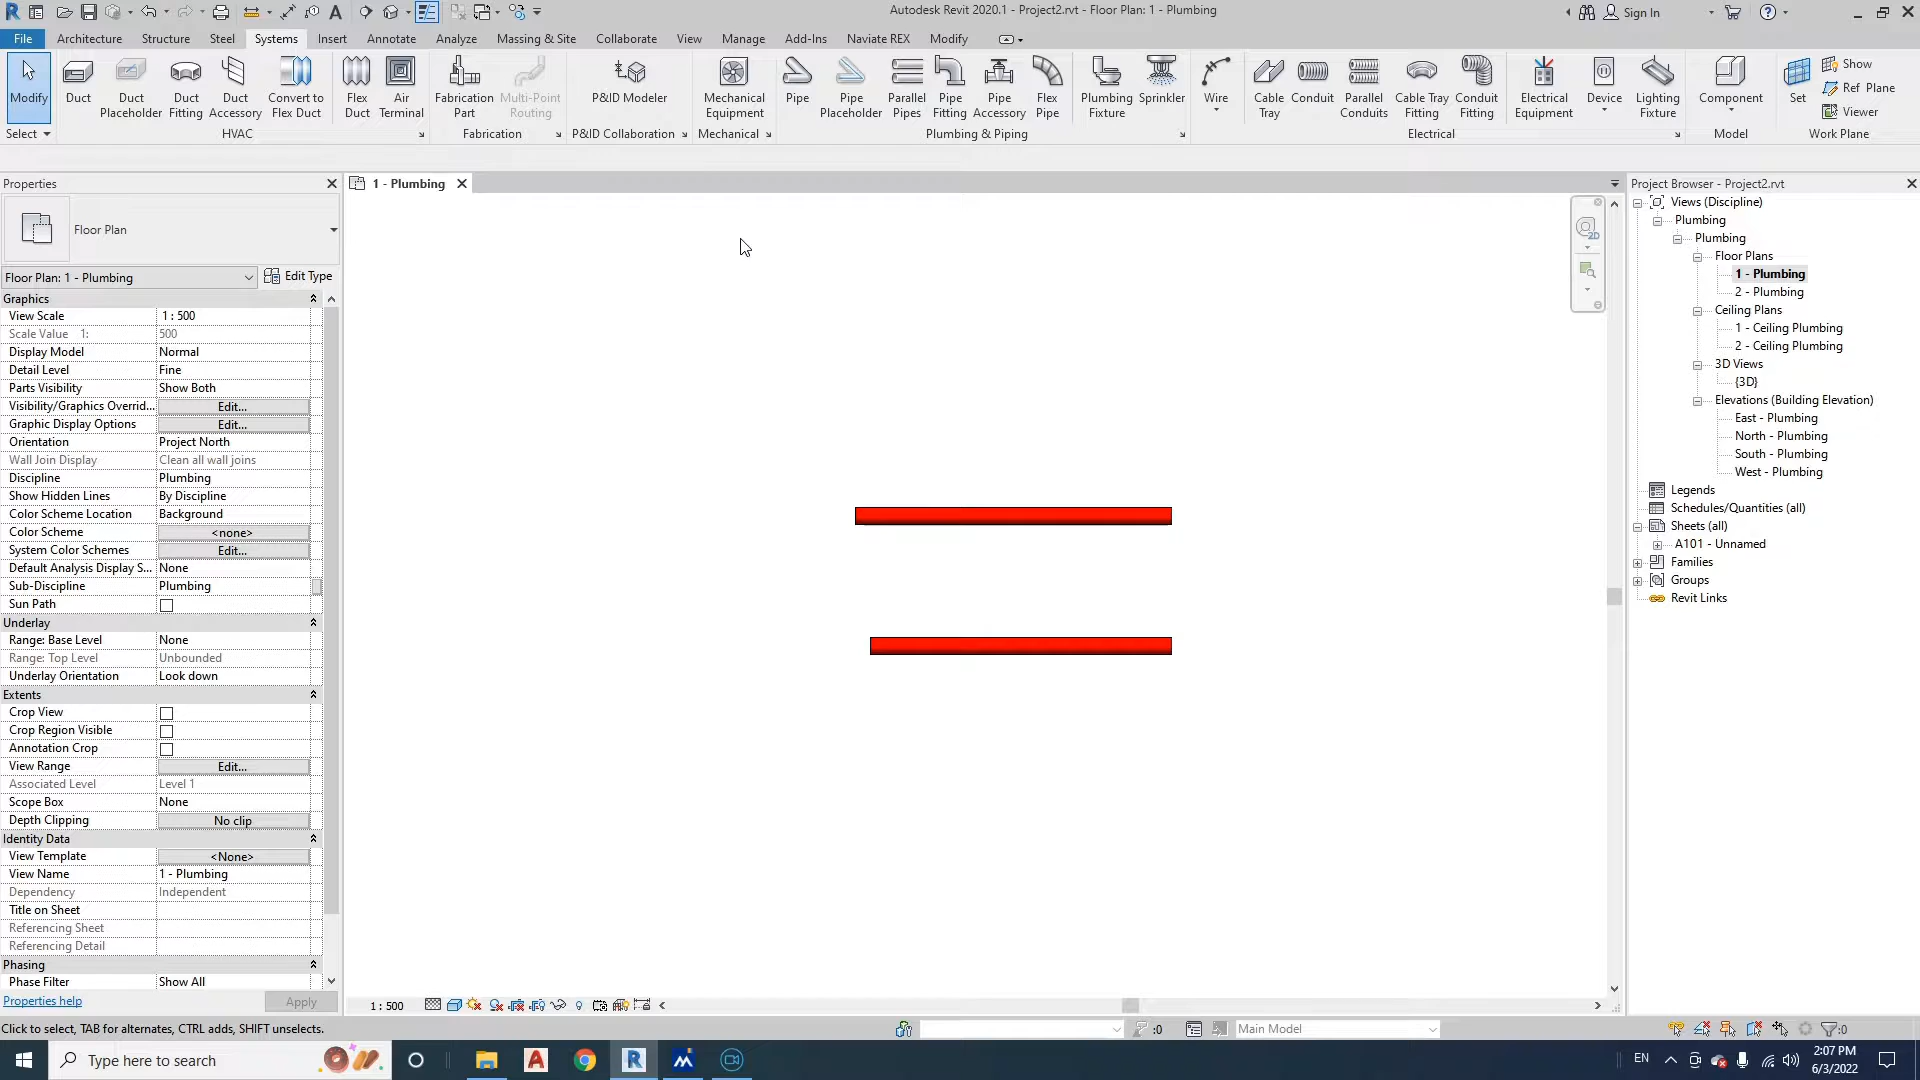 Autodesk Revit 2020.1 - Project2.rvt - Floor Plan: 1 - Plumbing
Sign In
File Architecture Structure Steel Systems Insert Annotate Analyze Massing & Site Collaborate View Manage Add-Ins Naviate REX Modify
Modify
Duct
Duct Placeholder
Duct Fitting
Duct Accessory
Convert to Flex Duct
Flex Duct
Air Terminal
Fabrication Part
Multi-Point Routing
P&ID Modeler
Mechanical Equipment
Pipe
Pipe Placeholder
Parallel Pipes
Pipe Fitting
Pipe Accessory
Flex Pipe
Plumbing Fixture
Sprinkler
Wire
Cable Tray
Conduit
Parallel Conduits
Cable Tray Fitting
Conduit Fitting
Electrical Equipment
Device
Lighting Fixture
Component
Set
Show
Ref Plane
Viewer
Select HVAC Fabrication P&ID Collaboration Mechanical Plumbing & Piping Electrical Model Work Plane
Properties
Floor Plan
Floor Plan: 1 - Plumbing Edit Type
Graphics
View Scale 1 : 500
Scale Value 1: 500
Display Model Normal
Detail Level Fine
Parts Visibility Show Both
Visibility/Graphics Overrid... Edit...
Graphic Display Options Edit...
Orientation Project North
Wall Join Display Clean all wall joins
Discipline Plumbing
Show Hidden Lines By Discipline
Color Scheme Location Background
Color Scheme <none>
System Color Schemes Edit...
Default Analysis Display S... None
Sub-Discipline Plumbing
Sun Path
Underlay
Range: Base Level None
Range: Top Level Unbounded
Underlay Orientation Look down
Extents
Crop View
Crop Region Visible
Annotation Crop
View Range Edit...
Associated Level Level 1
Scope Box None
Depth Clipping No clip
Identity Data
View Template <None>
View Name 1 - Plumbing
Dependency Independent
Title on Sheet
Referencing Sheet
Referencing Detail
Phasing
Phase Filter Show All
Properties help Apply
1 - Plumbing
2D
1 : 500
Project Browser - Project2.rvt
Views (Discipline)
Plumbing
Plumbing
Floor Plans
1 - Plumbing
2 - Plumbing
Ceiling Plans
1 - Ceiling Plumbing
2 - Ceiling Plumbing
3D Views
{3D}
Elevations (Building Elevation)
East - Plumbing
North - Plumbing
South - Plumbing
West - Plumbing
Legends
Schedules/Quantities (all)
Sheets (all)
A101 - Unnamed
Families
Groups
Revit Links
Click to select, TAB for alternates, CTRL adds, SHIFT unselects.
:0
Main Model
:0
Type here to search
EN
2:07 PM
6/3/2022